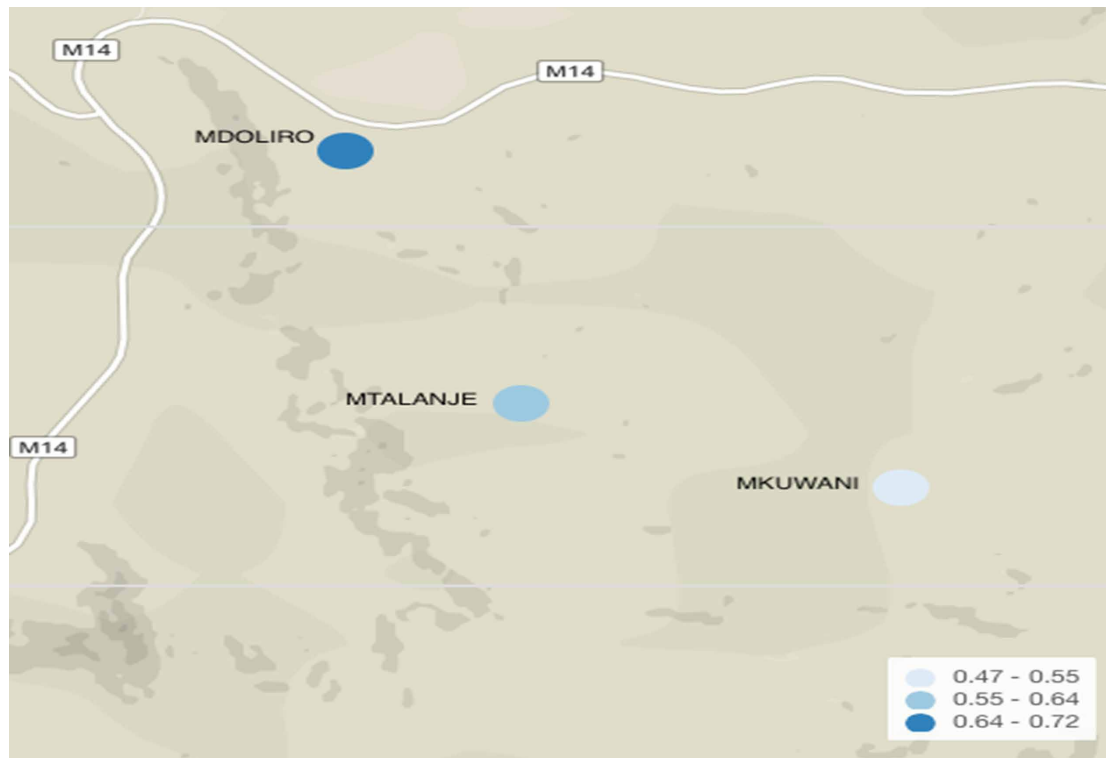 M14
M14
MDOLIRO
MTALANJE
M14
MKUWANI
0.47 - 0.55
0.55 - 0.64
0.64 - 0.72